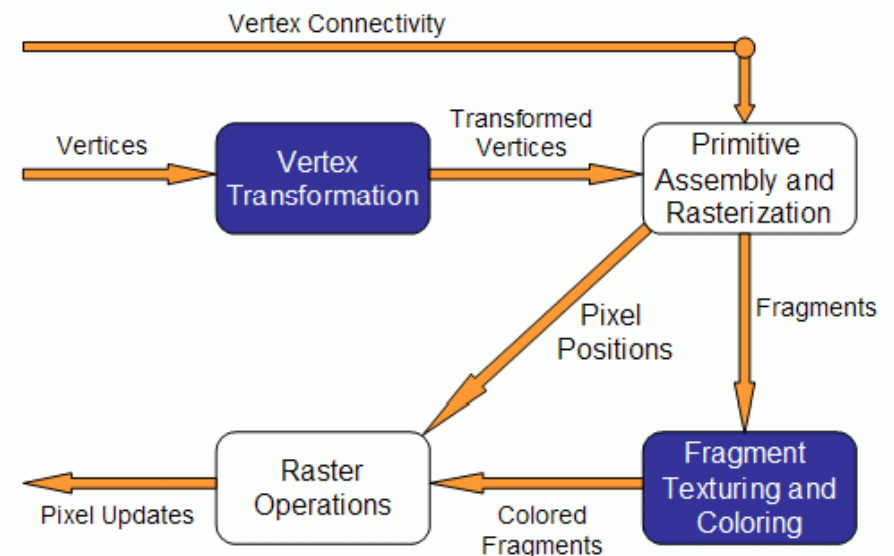 Vertex Connectivity
Vertices
Vertex
Transformation
Transformed
Vertices
Primitive
Assembly and
Rasterization
Pixel
Positions
Fragments
Fragment
Texturing and
Coloring
Colored
Fragments
Raster
Operations
Pixel Updates